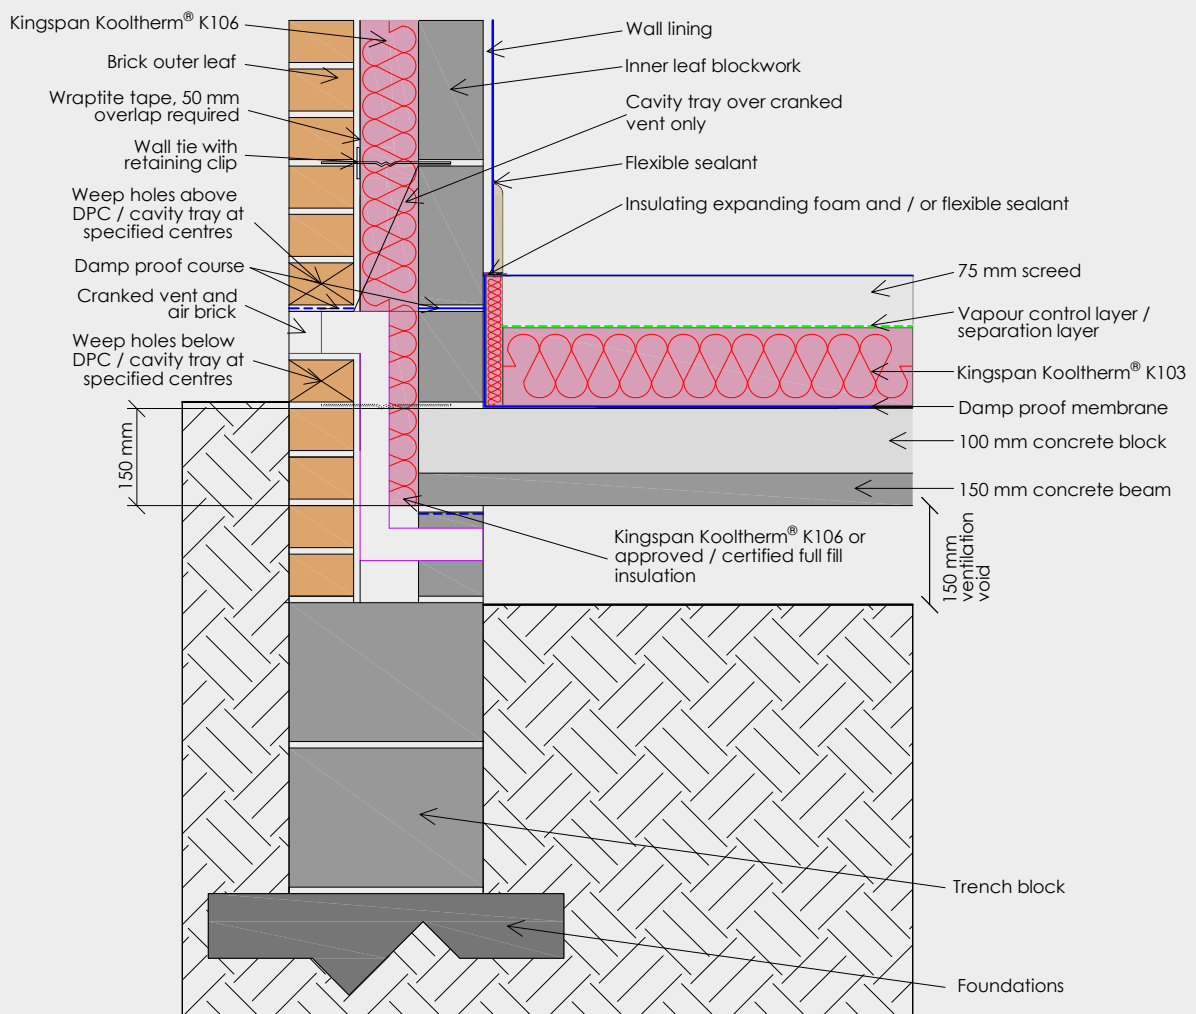 Kingspan Kooltherm® K106
Brick outer leaf
Wraptite tape, 50 mm
overlap required
Wall tie with
retaining clip
Weep holes above
DPC / cavity tray at
specified centres
Damp proof course
Cranked vent and
air brick
Weep holes below
DPC / cavity tray at
specified centres
150 mm
Wall lining
Inner leaf blockwork
Cavity tray over cranked
vent only
Flexible sealant
Insulating expanding foam and / or flexible sealant
75 mm screed
Vapour control layer /
separation layer
Kingspan Kooltherm® K103
Damp proof membrane
100 mm concrete block
150 mm concrete beam
Kingspan Kooltherm® K106 or
approved / certified full fill
insulation
150 mm
ventilation
void
Trench block
Foundations